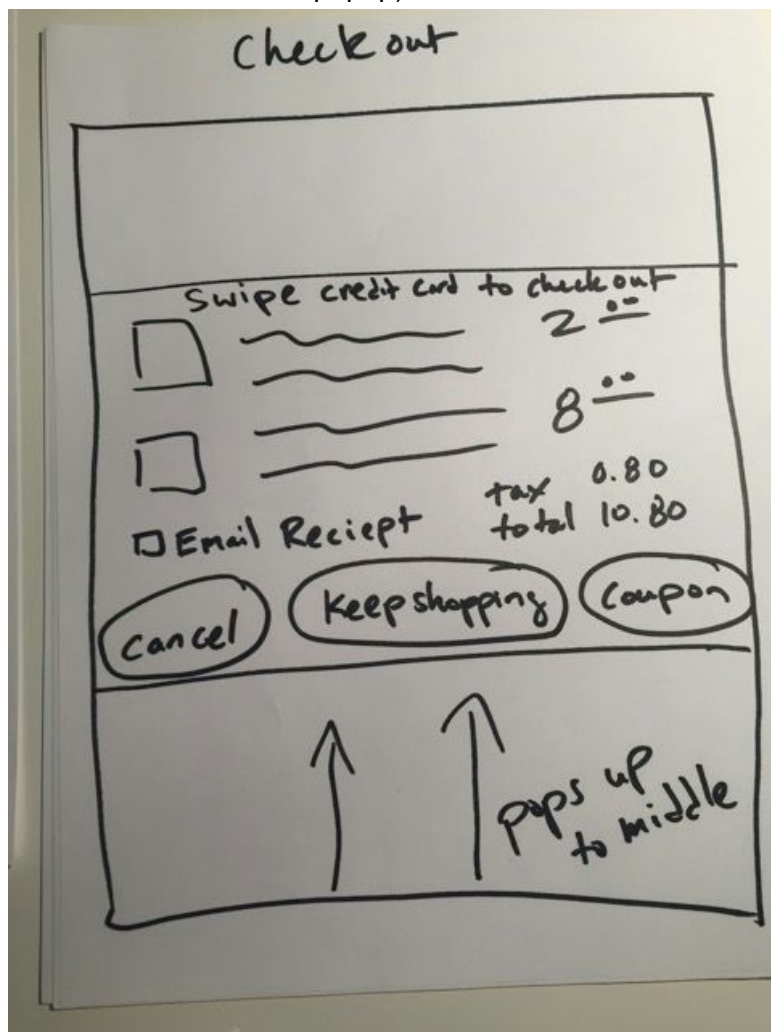 Checkout
Swipe credit card to checkout
2 00
8 00
tax 0.80
Email Reciept total 10.80
cancel Keep shopping coupon
pops up
to middle